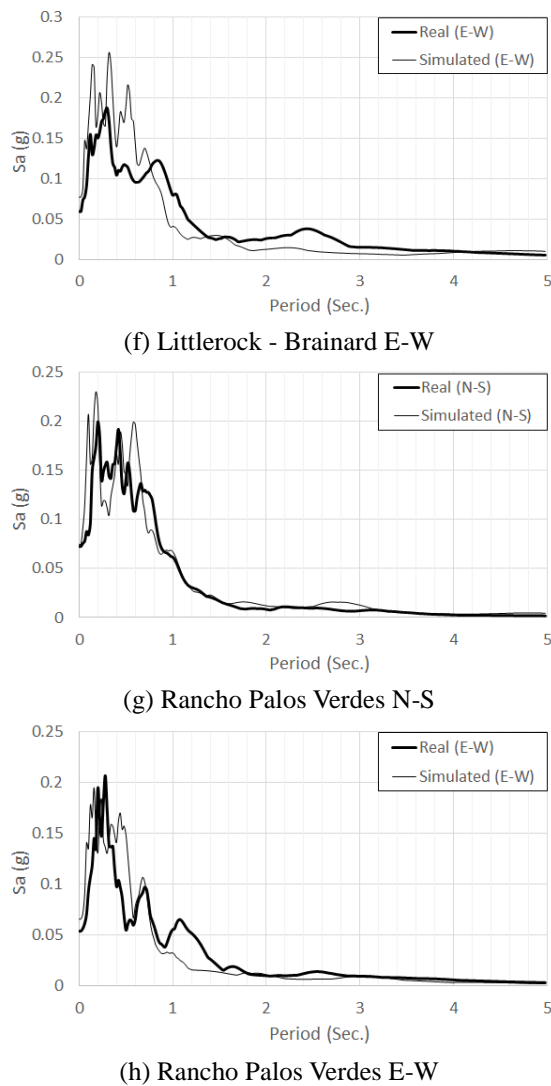 0.3
0.25
0.2
0.15
0.1
0.05
0
Sa (g)
Real (E-W)
Simulated (E-W)
0 1 2 3 4 5
Period (Sec.)
(f) Littlerock - Brainard E-W
0.25
0.2
0.15
0.1
0.05
0
Sa (g)
Real (N-S)
Simulated (N-S)
0 1 2 3 4 5
Period (Sec.)
(g) Rancho Palos Verdes N-S
0.25
0.2
0.15
0.1
0.05
0
Sa (g)
Real (E-W)
Simulated (E-W)
0 1 2 3 4 5
Period (Sec.)
(h) Rancho Palos Verdes E-W